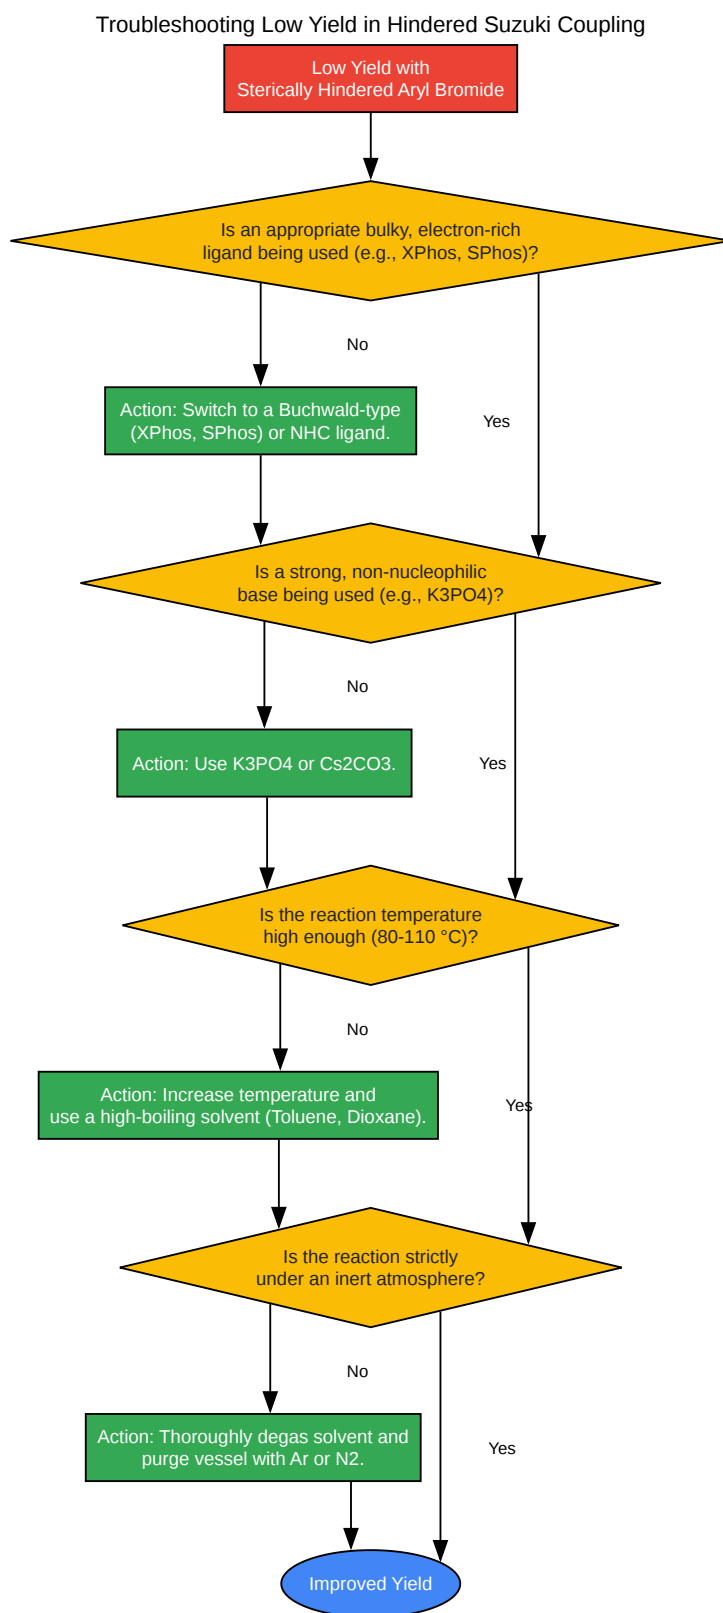 Troubleshooting Low Yield in Hindered Suzuki Coupling
Low Yield with
Sterically Hindered Aryl Bromide
Is an appropriate bulky, electron-rich
ligand being used (e.g., XPhos, SPhos)?
No
Action: Switch to a Buchwald-type
(XPhos, SPhos) or NHC ligand.
Yes
Is a strong, non-nucleophilic
base being used (e.g., K3PO4)?
No
Action: Use K3PO4 or Cs2CO3.
Yes
Is the reaction temperature
high enough (80-110 °C)?
No
Action: Increase temperature and
use a high-boiling solvent (Toluene, Dioxane).
Yes
Is the reaction strictly
under an inert atmosphere?
No
Action: Thoroughly degas solvent and
purge vessel with Ar or N2.
Yes
Improved Yield